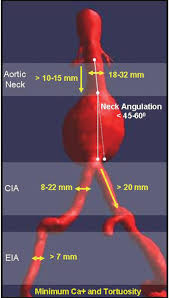 18-32 mm
Aortic
Neck
> 10-15 mm
Neck Angulation
< 45-60º
CIA
8-22 mm
> 20 mm
EIA
> 7 mm
Minimum Ca+ and Tortuosity